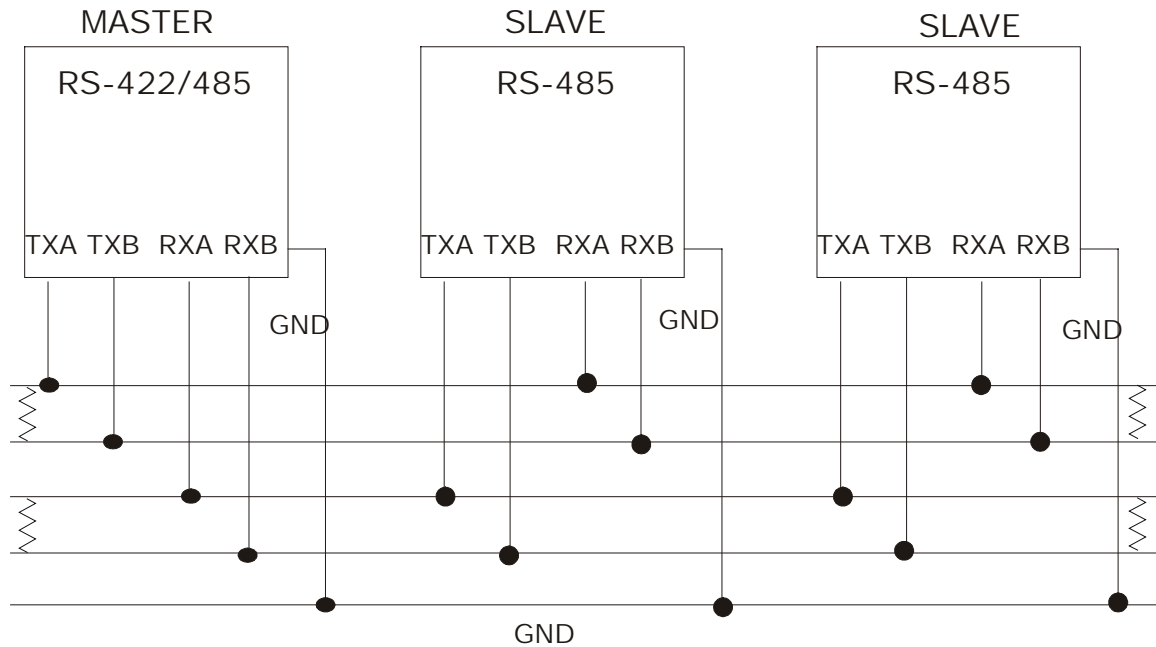 MASTER
SLAVE
SLAVE
RS-422/485
RS-485
RS-485
TXA TXB RXA RXB
TXA TXB RXA RXB
TXA TXB RXA RXB
GND
GND
GND
GND